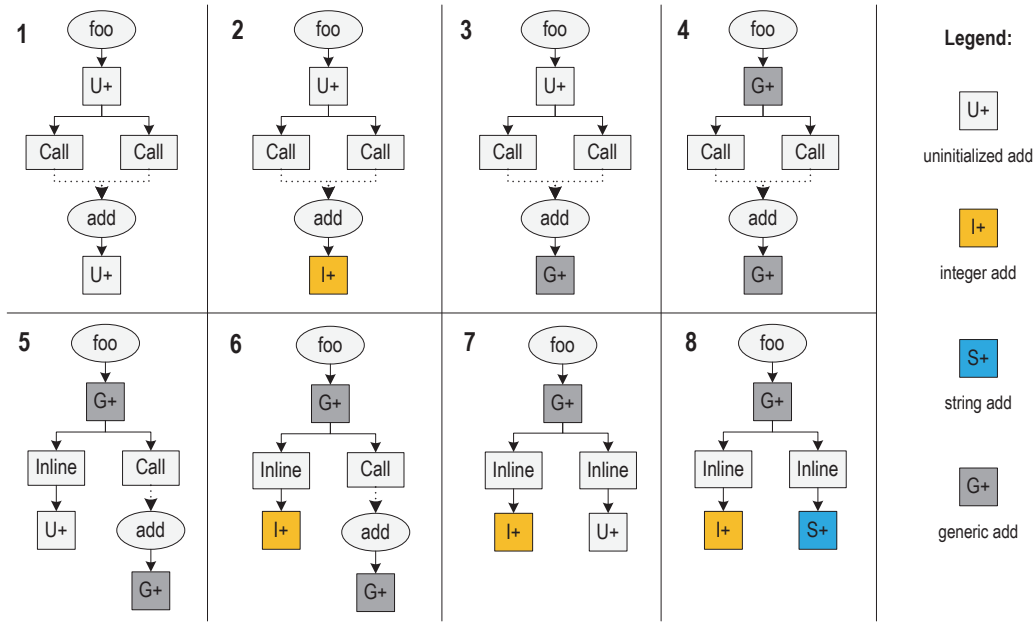 1
foo
U+
Call Call
add
U+
2
foo
U+
Call Call
add
I+
3
foo
U+
Call Call
add
G+
4
foo
G+
Call Call
add
G+
5
foo
G+
Inline Call
U+ add
G+
6
foo
G+
Inline Call
I+ add
G+
7
foo
G+
Inline Inline
I+ U+
8
foo
G+
Inline Inline
I+ S+
Legend:
U+
uninitialized add
I+
integer add
S+
string add
G+
generic add